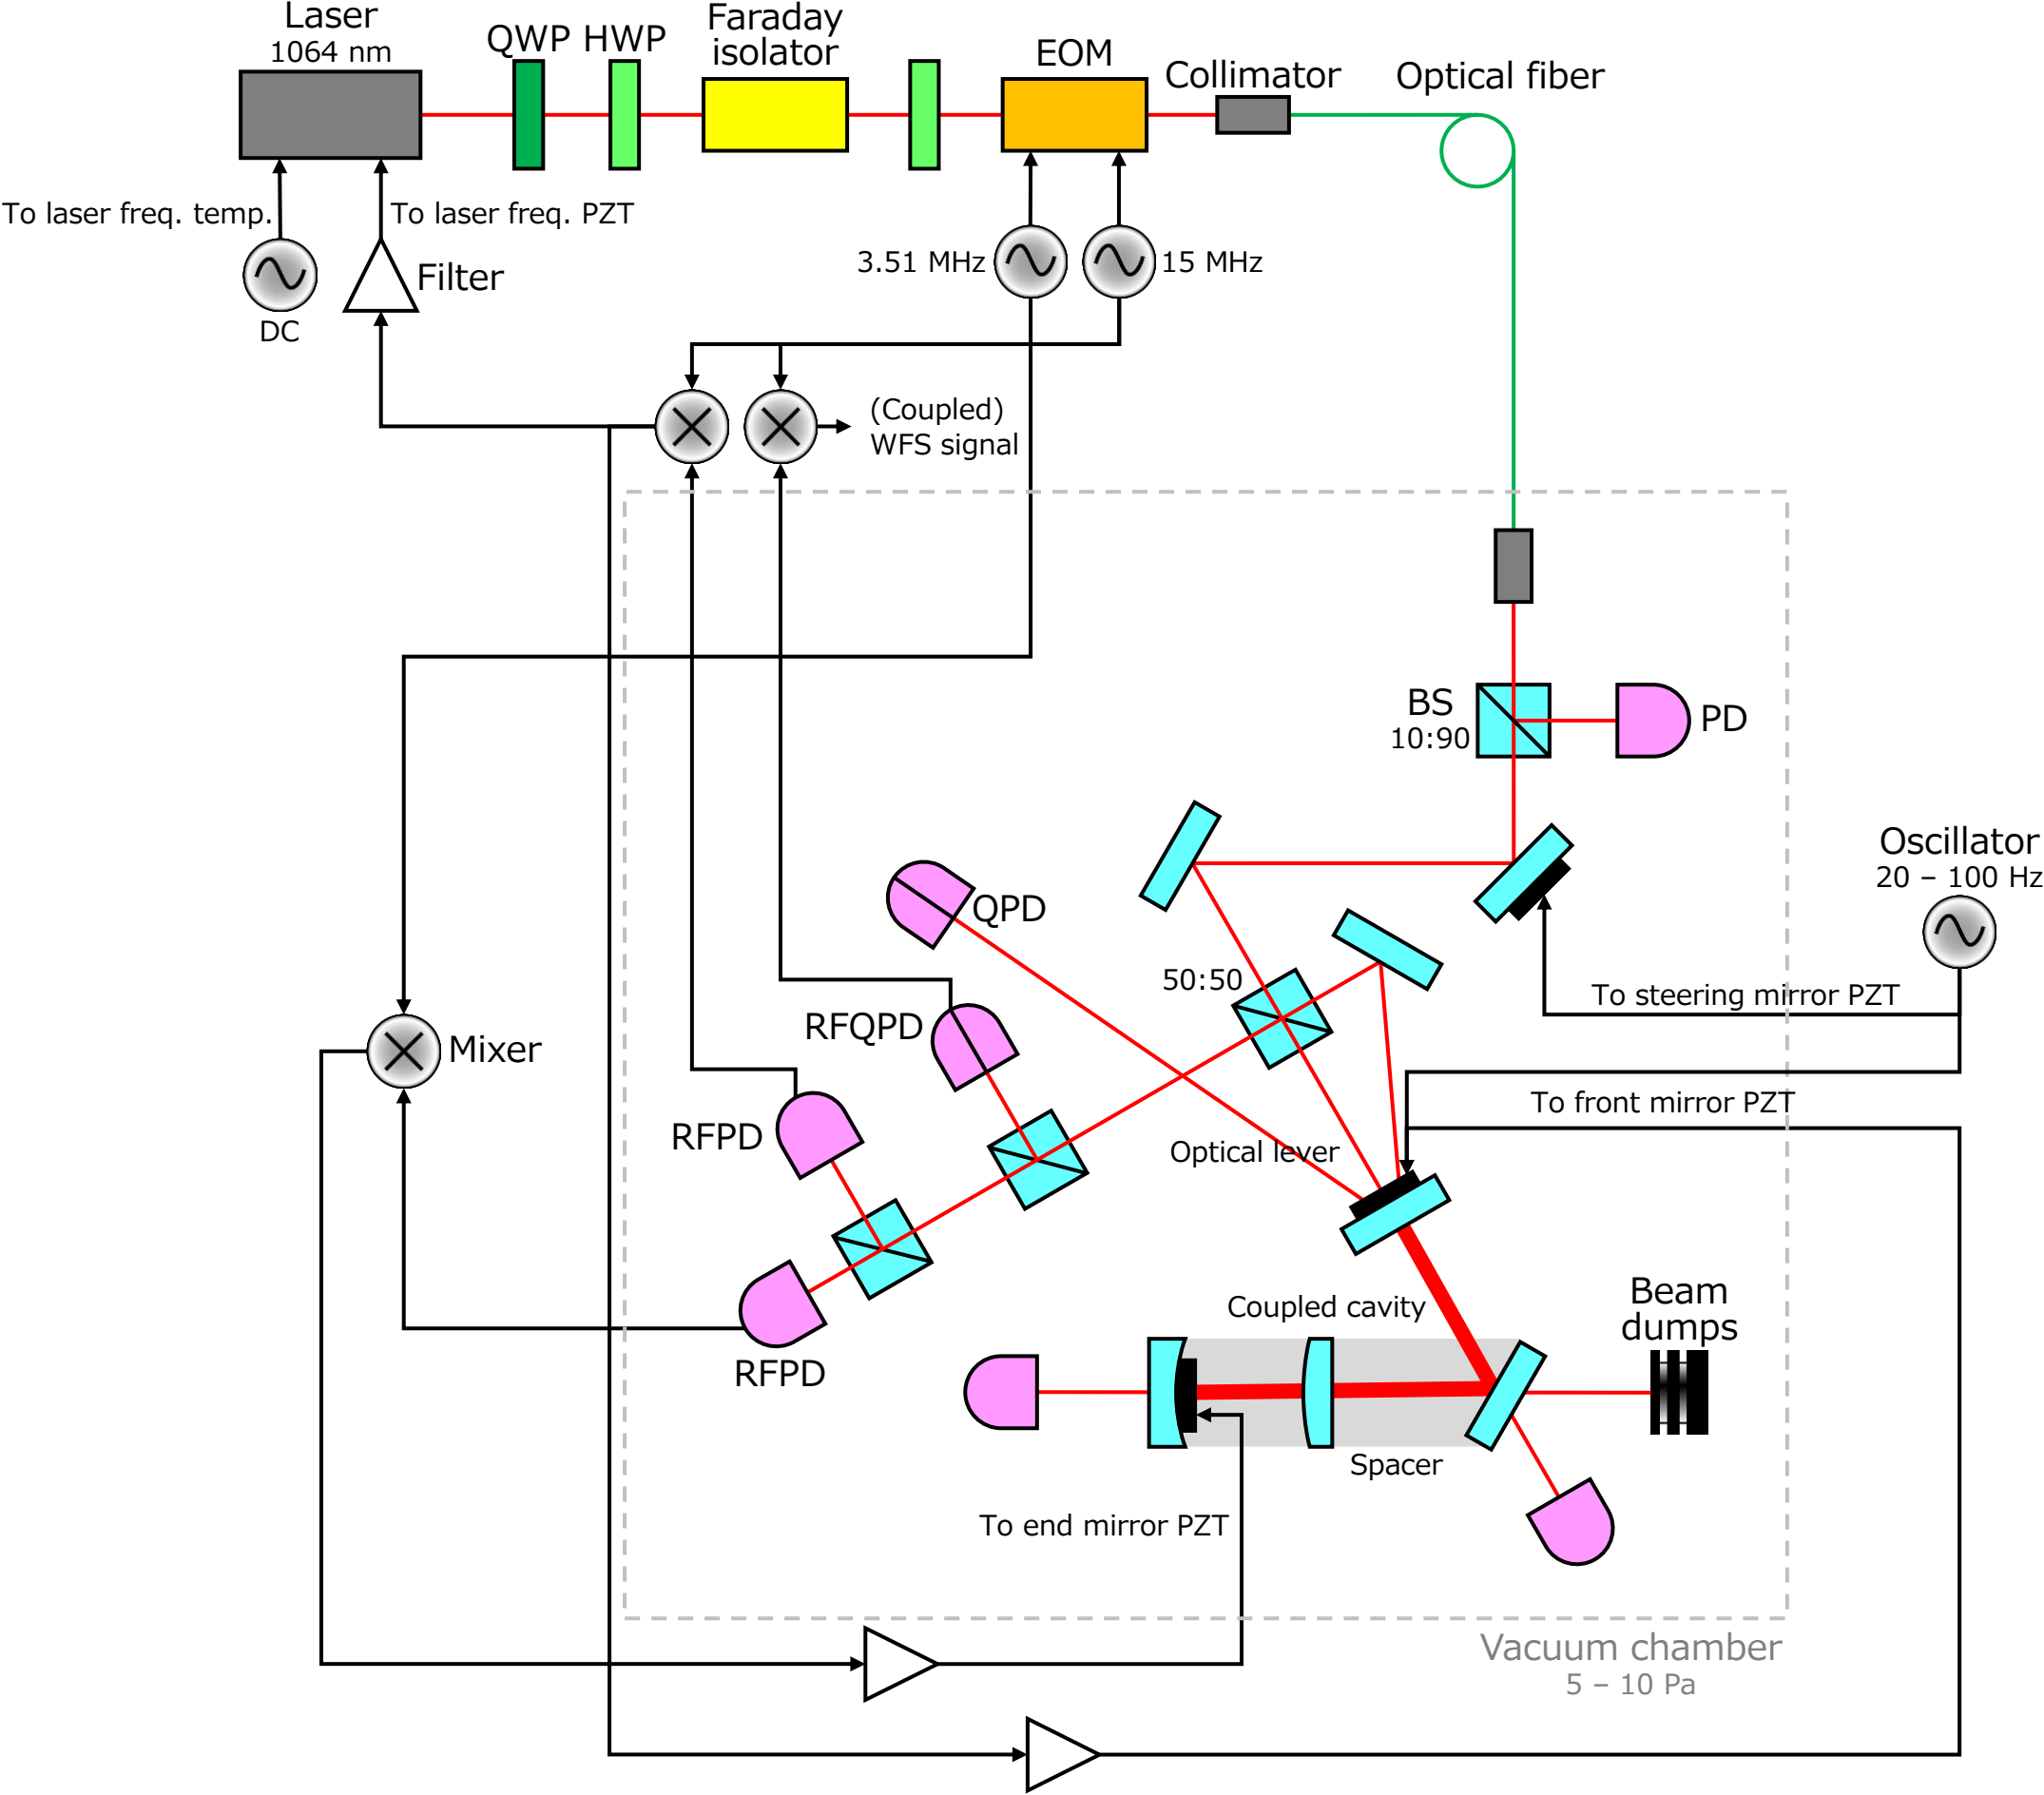 Laser
1064 nm
QWP
HWP
Faraday
isolator
EOM
Collimator
Optical fiber
To laser freq. temp.
To laser freq. PZT
Filter
DC
3.51 MHz
15 MHz
(Coupled)
WFS signal
BS
10:90
PD
Oscillator
20 – 100 Hz
QPD
50:50
To steering mirror PZT
RFQPD
Mixer
To front mirror PZT
RFPD
Optical lever
Coupled cavity
Beam
dumps
RFPD
Spacer
To end mirror PZT
Vacuum chamber
5 – 10 Pa